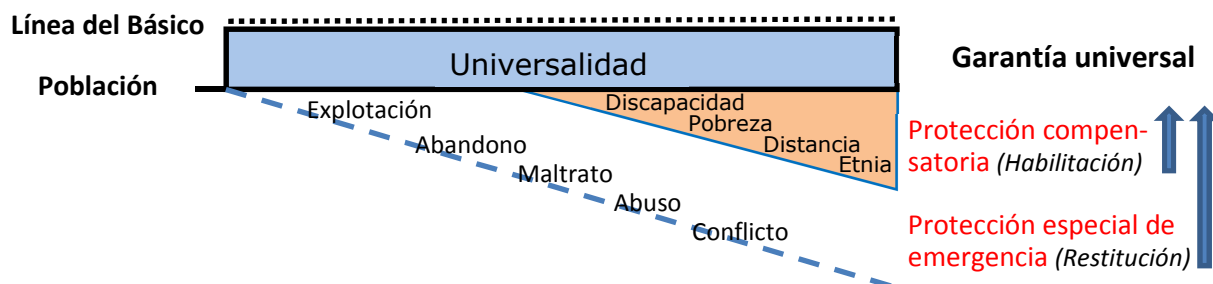 Línea del Básico
Universalidad
Garantía universal
Población
Explotación
Discapacidad
Pobreza
Abandono
Distancia
Etnia
Maltrato
Abuso
Conflicto
Protección compen-
satoria (Habilitación)
Protección especial de
emergencia (Restitución)